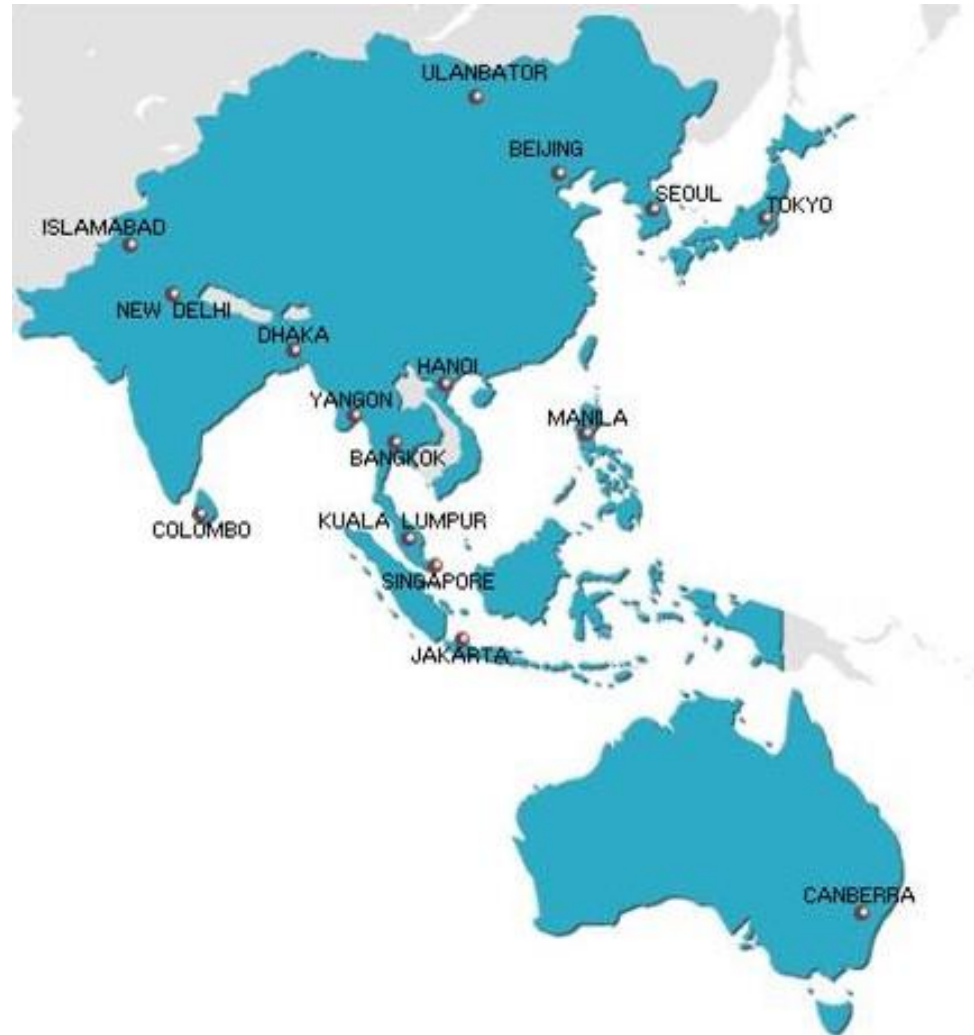 ULANBATOR
BEIJING
SEOUL
TOKYO
ISLAMABAD
NEW DELHI
DHAKA
HANOI
YANGON
MANILA
BANGKOK
KUALA LUMPUR
COLOMBO
SINGAPORE
JAKARTA
CANBERRA